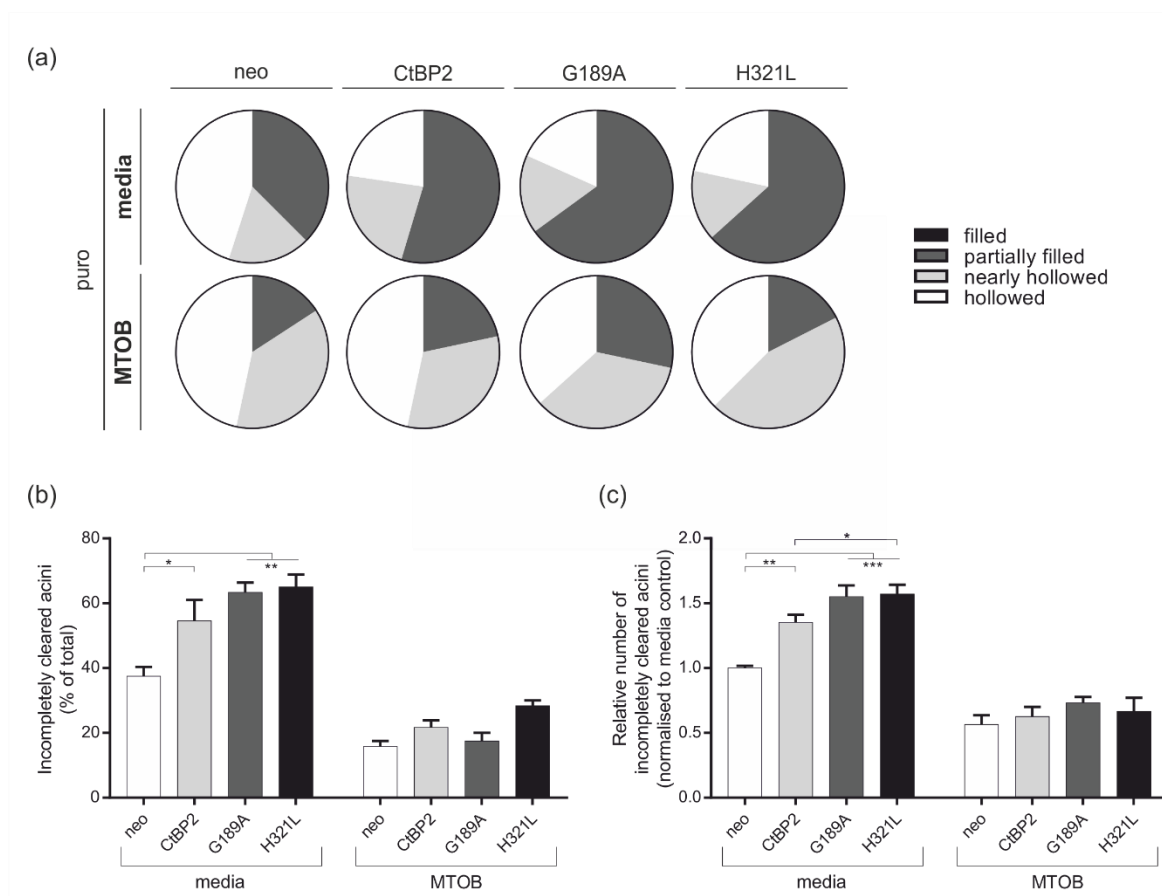 (a)
neo CtBP2 G189A H321L
puro
media
MTOB
filled
partially filled
nearly hollowed
hollowed
(b)
Incompletely cleared acini
(% of total)
80
60
40
20
0
* **
neo CtBP2 G189A H321L neo CtBP2 G189A H321L
media MTOB
(c)
Relative number of
incompletely cleared acini
(normalised to media control)
2.0
1.5
1.0
0.5
0.0
*
** ***
neo CtBP2 G189A H321L neo CtBP2 G189A H321L
media MTOB